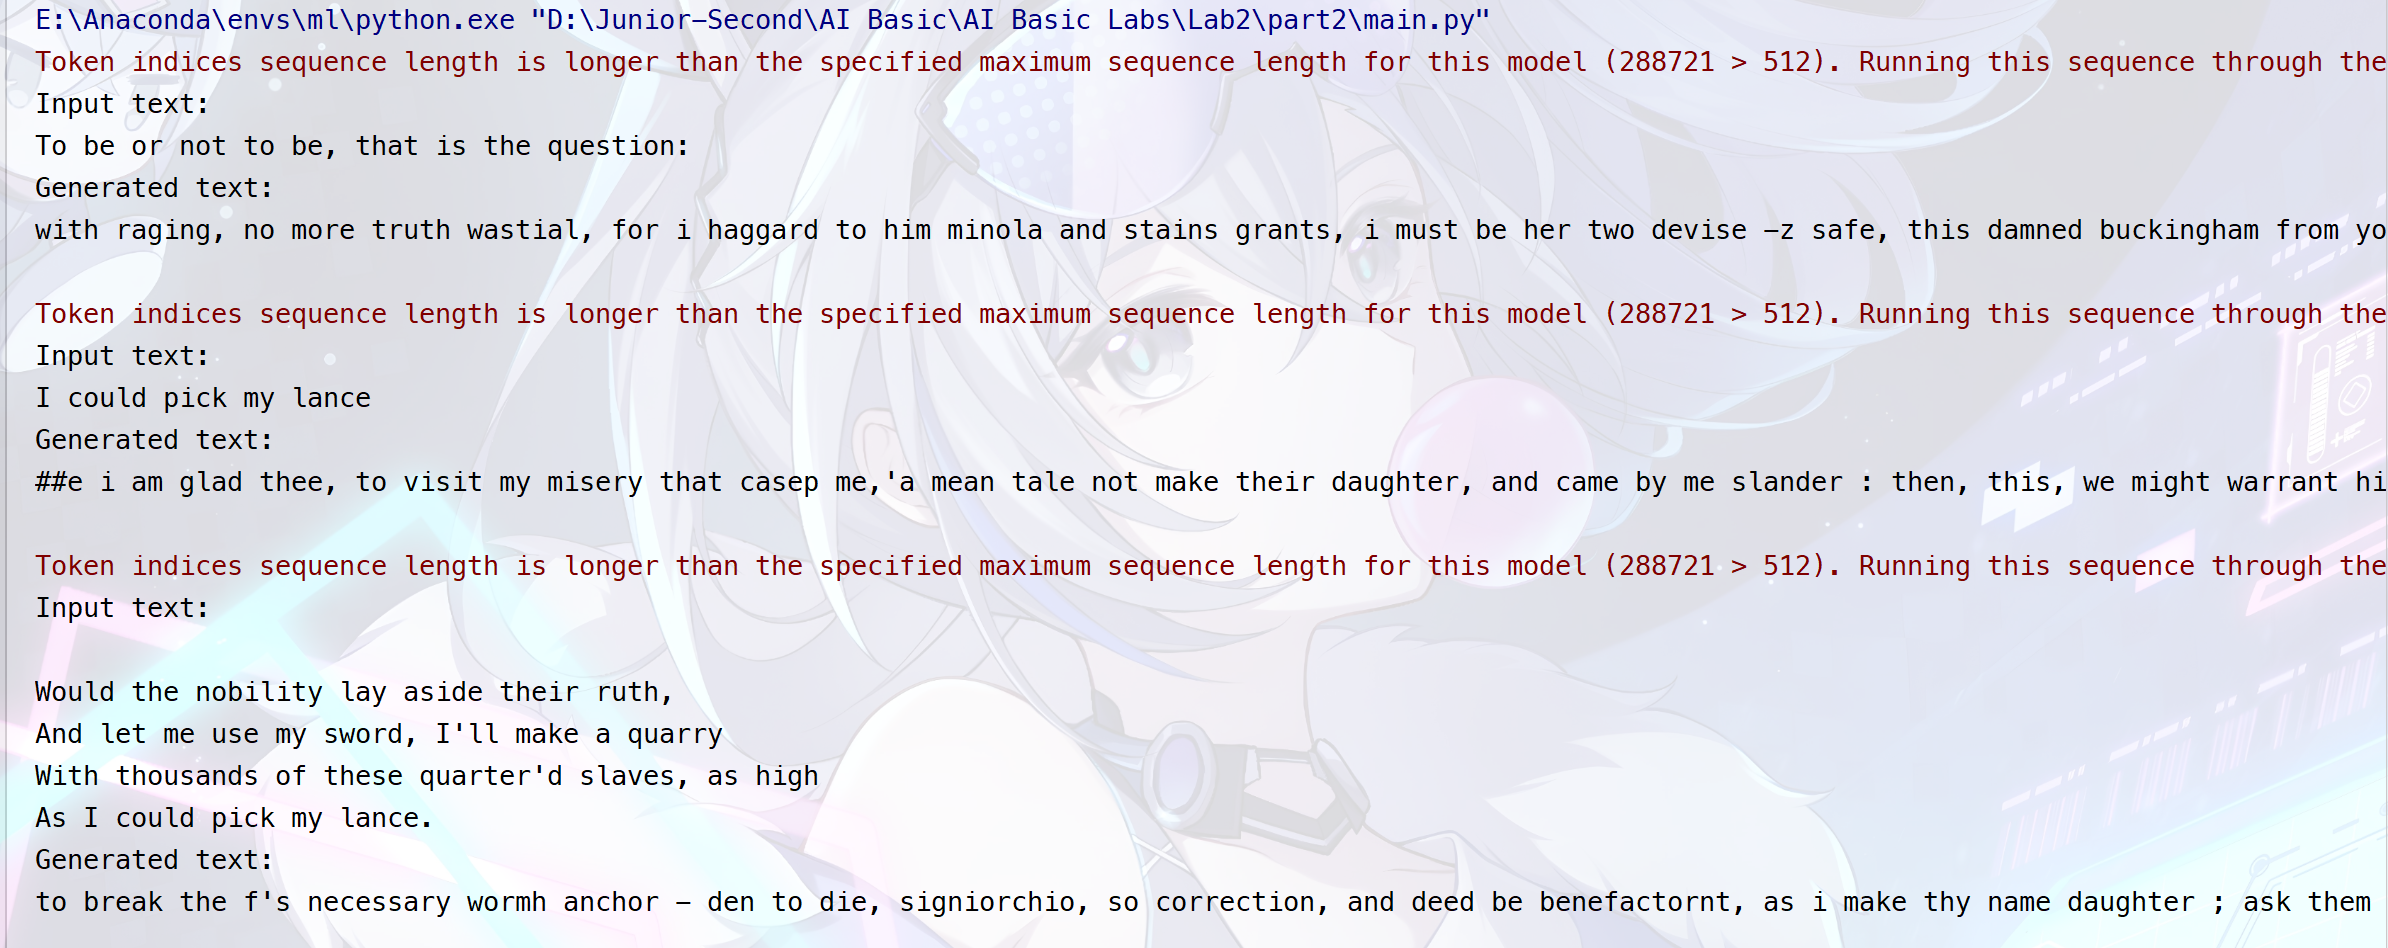 E:\Anaconda\envs\ml\python.exe "D:\Junior-Second\AI Basic\AI Basic Labs\Lab2\part2\main.py"
Token indices sequence length is longer than the specified maximum sequence length for this model (288721 > 512). Running this sequence through the
Input text:
To be or not to be, that is the question:
Generated text:
with raging, no more truth wastial, for i haggard to him minola and stains grants, i must be her two devise -z safe, this damned buckingham from yo
Token indices sequence length is longer than the specified maximum sequence length for this model (288721 > 512). Running this sequence through the
Input text:
I could pick my lance
Generated text:
##e i am glad thee, to visit my misery that casep me,'a mean tale not make their daughter, and came by me slander : then, this, we might warrant hi
Token indices sequence length is longer than the specified maximum sequence length for this model (288721 > 512). Running this sequence through the
Input text:
Would the nobility lay aside their ruth,
And let me use my sword, I'll make a quarry
With thousands of these quarter'd slaves, as high
As I could pick my lance.
Generated text:
to break the f's necessary wormh anchor - den to die, signiorchio, so correction, and deed be benefactornt, as i make thy name daughter ; ask them